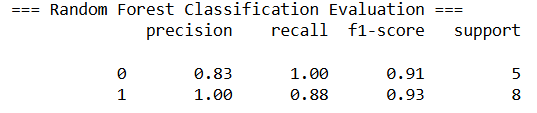 === Random Forest Classification Evaluation ===
precision recall f1-score support
0 0.83 1.00 0.91 5
1 1.00 0.88 0.93 8